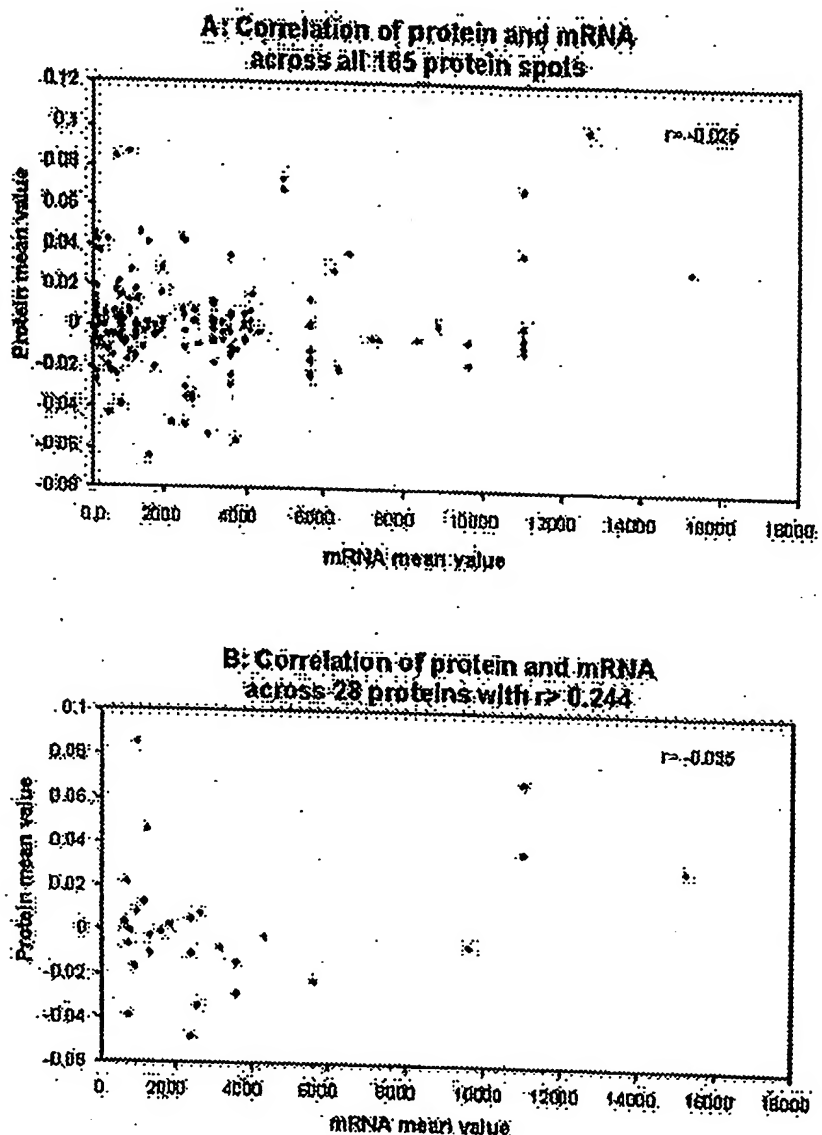 A: Correlation of protein and mRNA
across all 165 protein spots
0.12
0.1
0.08
0.06
0.04
0.02
0
-0.02
-0.04
-0.06
-0.08
Protein mean value
r= -0.025
0.0 2000 4000 6000 8000 10000 12000 14000 16000 18000
mRNA mean value
B: Correlation of protein and mRNA
across 28 proteins with r> 0.244
0.1
0.08
0.06
0.04
0.02
0
-0.02
-0.04
-0.06
Protein mean value
r= -0.035
0 2000 4000 6000 8000 10000 12000 14000 16000 18000
mRNA mean value